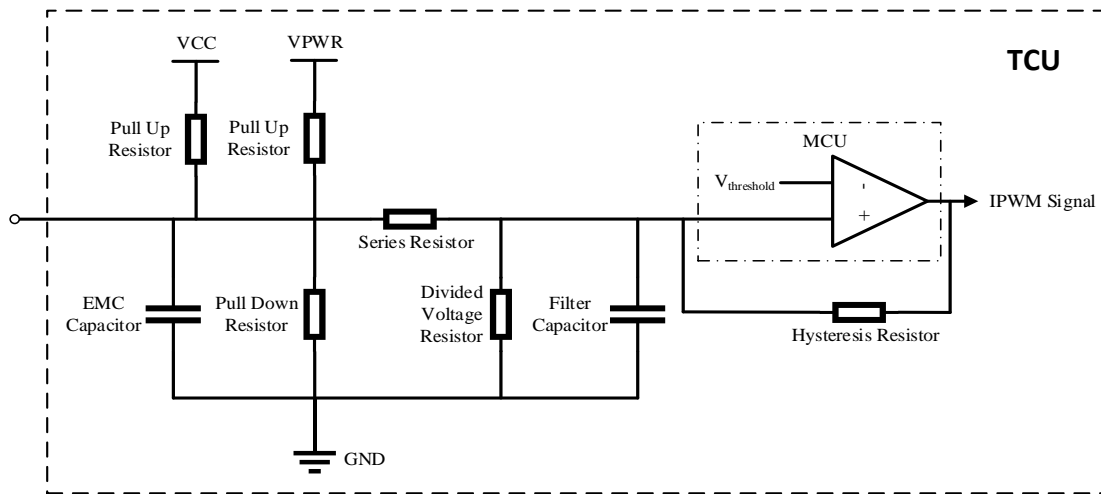 VCC
VPWR
TCU
Pull Up
Resistor
Pull Up
Resistor
MCU
Vthreshold
-
+
IPWM Signal
Series Resistor
EMC
Capacitor
Pull Down
Resistor
Divided
Voltage
Resistor
Filter
Capacitor
Hysteresis Resistor
GND